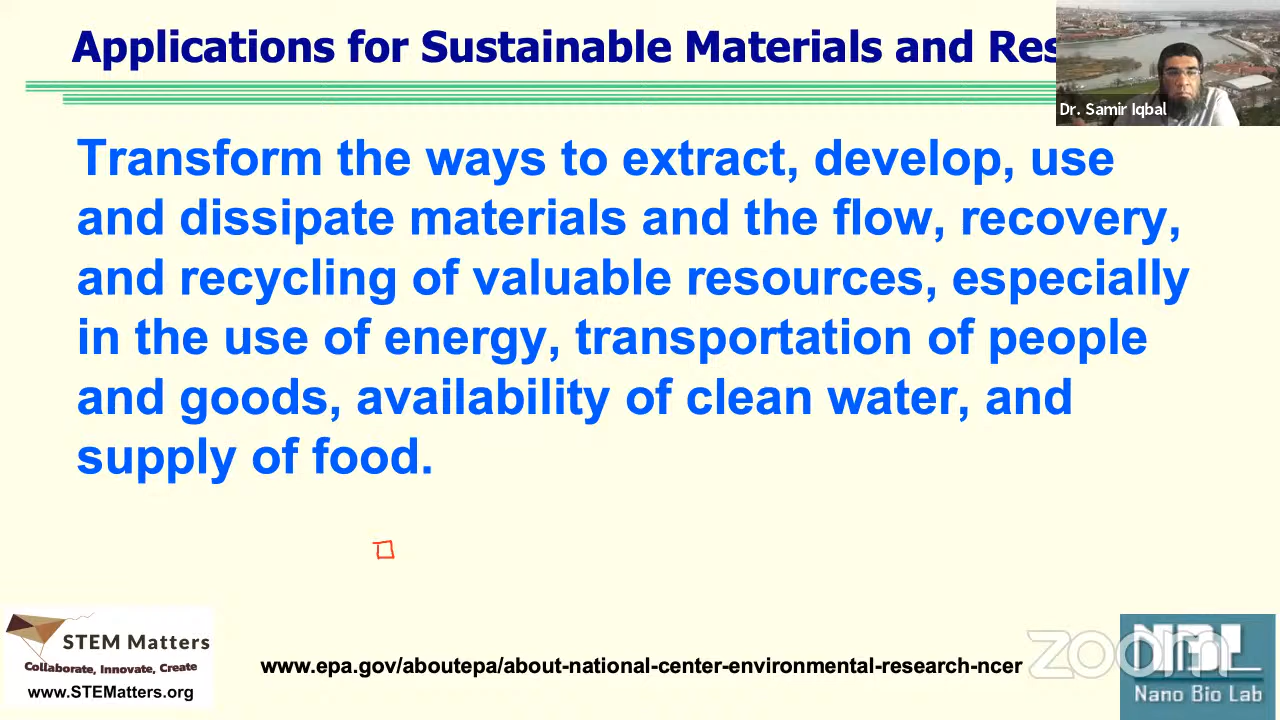 Applications for Sustainable Materials and Res
Dr. Samir Iqbal
Transform the ways to extract, develop, use
and dissipate materials and the flow, recovery,
and recycling of valuable resources, especially
in the use of energy, transportation of people
and goods, availability of clean water, and
supply of food.
STEM Matters
Collaborate, Innovate, Create
www.STEMatters.org
www.epa.gov/aboutepa/about-national-center-environmental-research-ncer
zoom
NBL
Nano Bio Lab